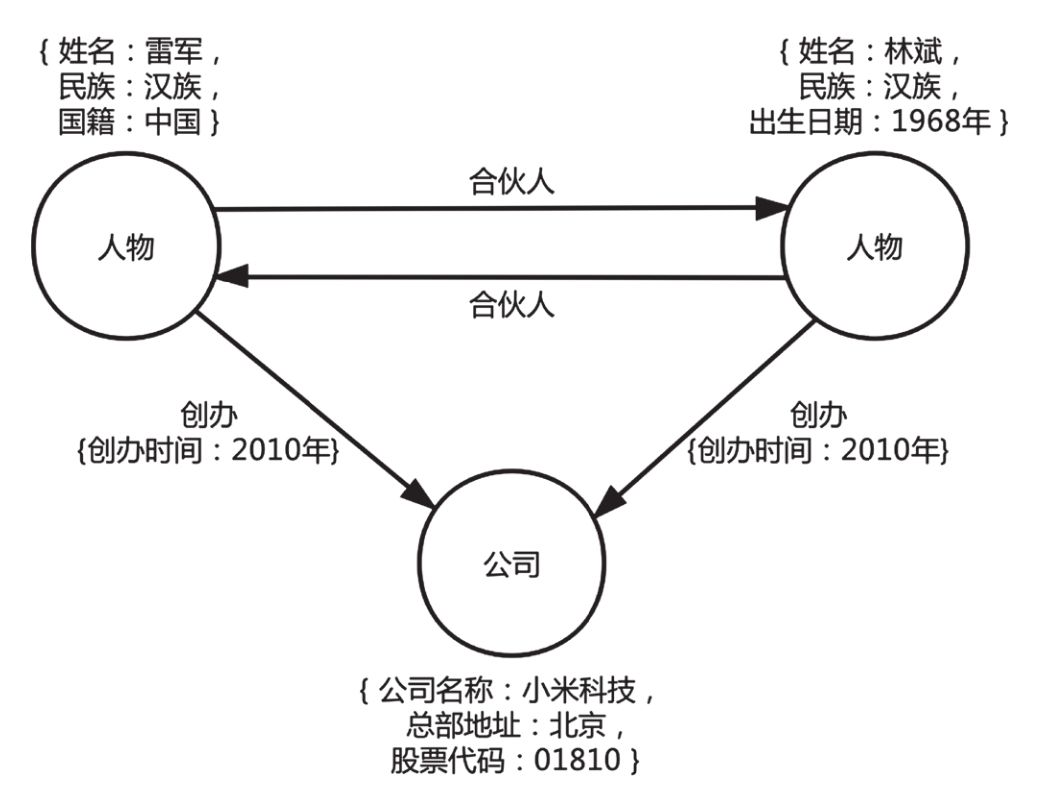 { 姓名：雷军，
民族：汉族，
国籍：中国 }
{ 姓名：林斌，
民族：汉族，
出生日期：1968年 }
合伙人
人物
人物
合伙人
创办
{创办时间：2010年}
创办
{创办时间：2010年}
公司
{ 公司名称：小米科技，
总部地址：北京，
股票代码：01810 }